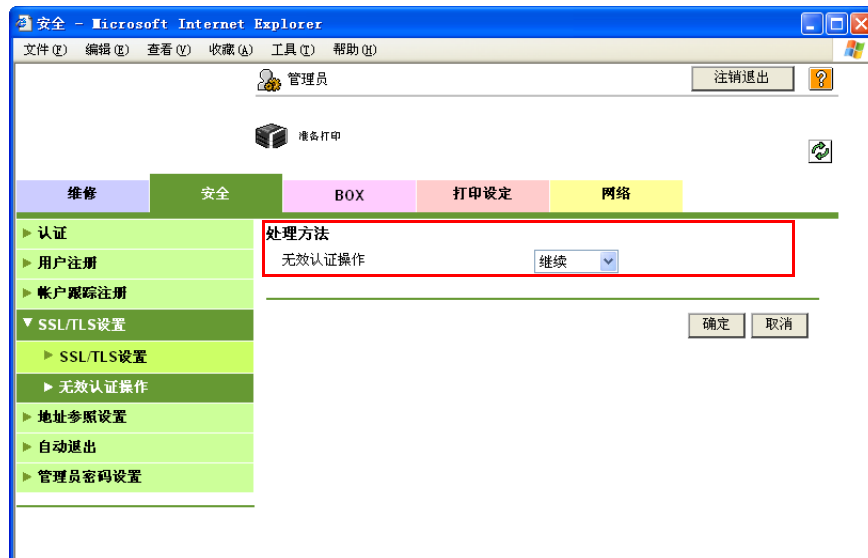 安全 - Microsoft Internet Explorer
文件(F) 编辑(E) 查看(V) 收藏(A) 工具(T) 帮助(H)
管理员 注销退出 ?
准备打印
维修 安全 BOX 打印设定 网络
认证
用户注册
帐户跟踪注册
SSL/TLS设置
SSL/TLS设置
无效认证操作
地址参照设置
自动退出
管理员密码设置
处理方法
无效认证操作 继续
确定 取消